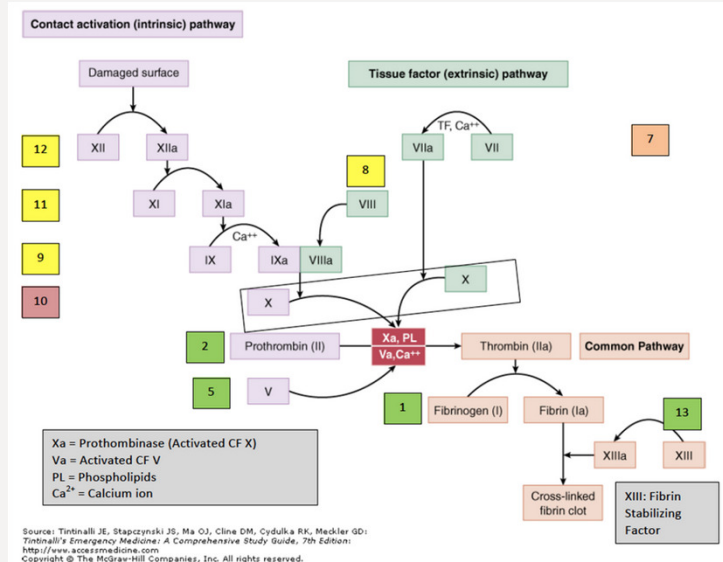 Contact activation (intrinsic) pathway
Damaged surface
Tissue factor (extrinsic) pathway
TF, Ca++
12
XII
XIIa
VIIa
VII
7
8
11
XI
XIa
VIII
Ca++
9
IX
IXa
VIIIa
10
X
X
2
Prothrombin (II)
Xa, PL
Va,Ca++
Thrombin (IIa)
Common Pathway
5
V
1
Fibrinogen (I)
Fibrin (Ia)
13
XIIIa
XIII
Cross-linked
fibrin clot
Xa = Prothombinase (Activated CF X)
Va = Activated CF V
PL = Phospholipids
Ca2+ = Calcium ion
XIII: Fibrin
Stabilizing
Factor
Source: Tintinalli JE, Stapczynski JS, Ma OJ, Cline DM, Cydulka RK, Meckler GD:
Tintinalli's Emergency Medicine: A Comprehensive Study Guide, 7th Edition:
http://www.accessmedicine.com
Copyright © The McGraw-Hill Companies, Inc. All rights reserved.